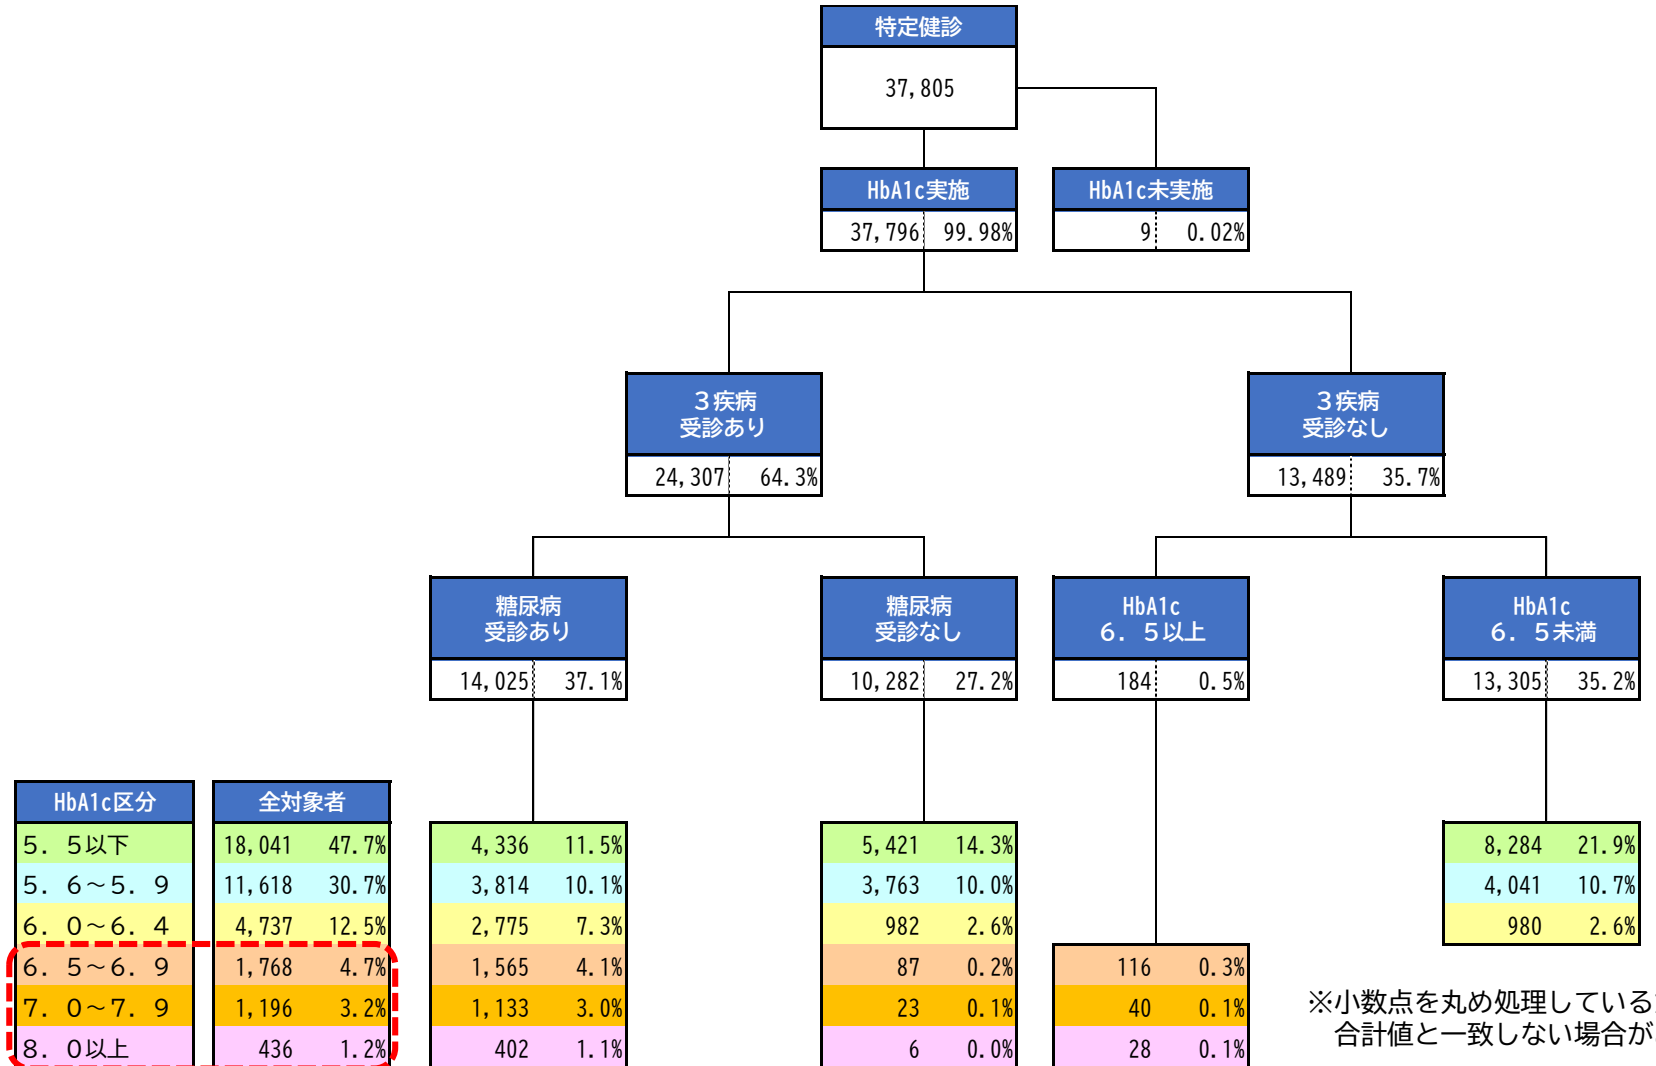 特定健診
37,805
HbA1c実施
37,796 99.98%
HbA1c未実施
9 0.02%
3疾病
受診あり
24,307 64.3%
3疾病
受診なし
13,489 35.7%
糖尿病
受診あり
14,025 37.1%
糖尿病
受診なし
10,282 27.2%
HbA1c
6.5以上
184 0.5%
HbA1c
6.5未満
13,305 35.2%
HbA1c区分 全対象者
5.5以下 18,041 47.7% 4,336 11.5% 5,421 14.3% 8,284 21.9%
5.6~5.9 11,618 30.7% 3,814 10.1% 3,763 10.0% 4,041 10.7%
6.0~6.4 4,737 12.5% 2,775 7.3% 982 2.6% 980 2.6%
6.5~6.9 1,768 4.7% 1,565 4.1% 87 0.2% 116 0.3%
7.0~7.9 1,196 3.2% 1,133 3.0% 23 0.1% 40 0.1%
8.0以上 436 1.2% 402 1.1% 6 0.0% 28 0.1%
※小数点を丸め処理している
合計値と一致しない場合が